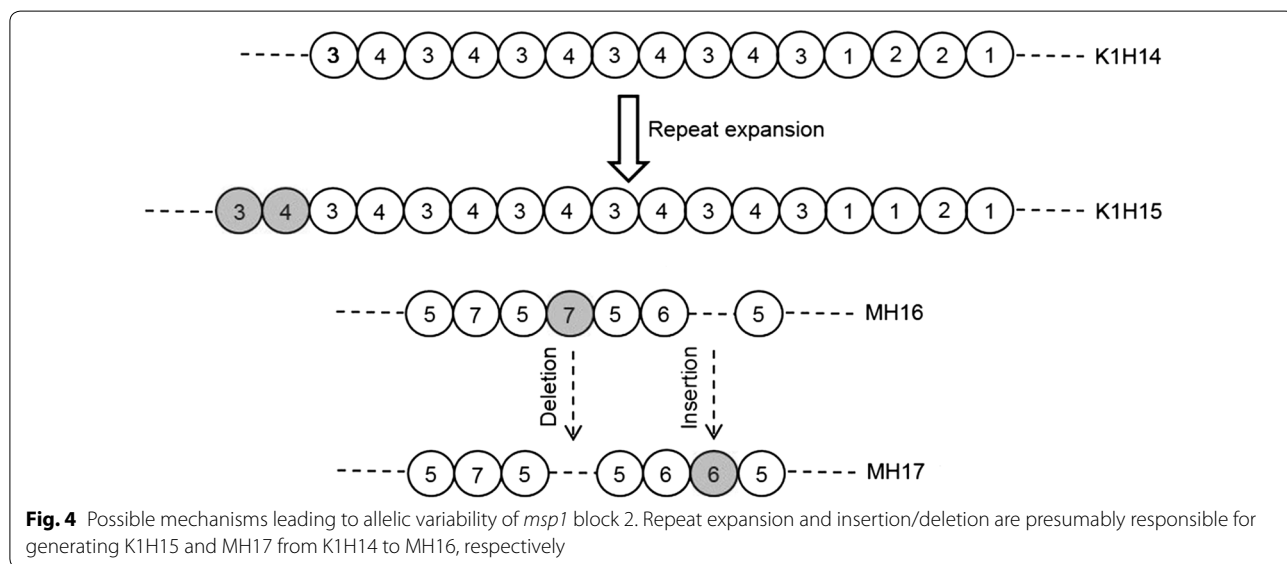 3 4 3 4 3 4 3 4 3 4 3 1 2 2 1 K1H14
Repeat expansion
3 4 3 4 3 4 3 4 3 4 3 4 3 1 1 2 1 K1H15
5 7 5 7 5 6 5 MH16
Deletion
Insertion
5 7 5 5 6 6 5 MH17
Fig. 4 Possible mechanisms leading to allelic variability of msp1 block 2. Repeat expansion and insertion/deletion are presumably responsible for
generating K1H15 and MH17 from K1H14 to MH16, respectively